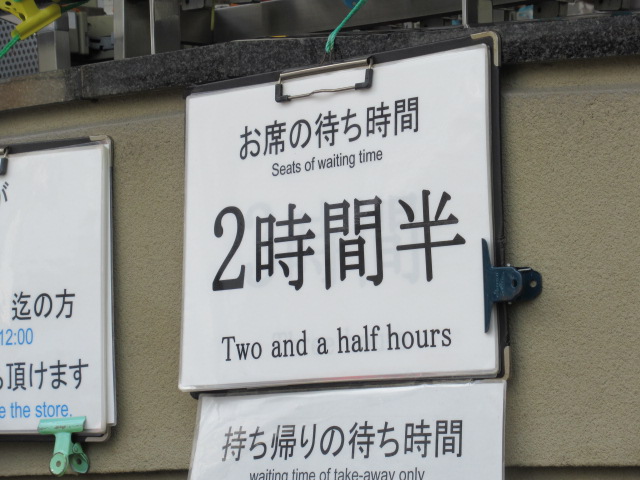 お席の待ち時間
Seats of waiting time
2時間半
Two and a half hours
持ち帰りの待ち時間
waiting time of take-away only
が
迄の方
12:00
頂けます
e the store.